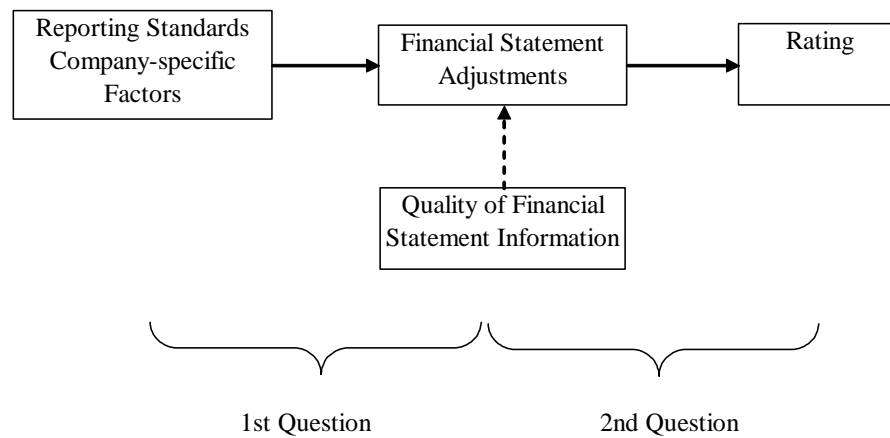 Reporting Standards
Company-specific
Factors
Financial Statement
Adjustments
Rating
Quality of Financial
Statement Information
1st Question
2nd Question